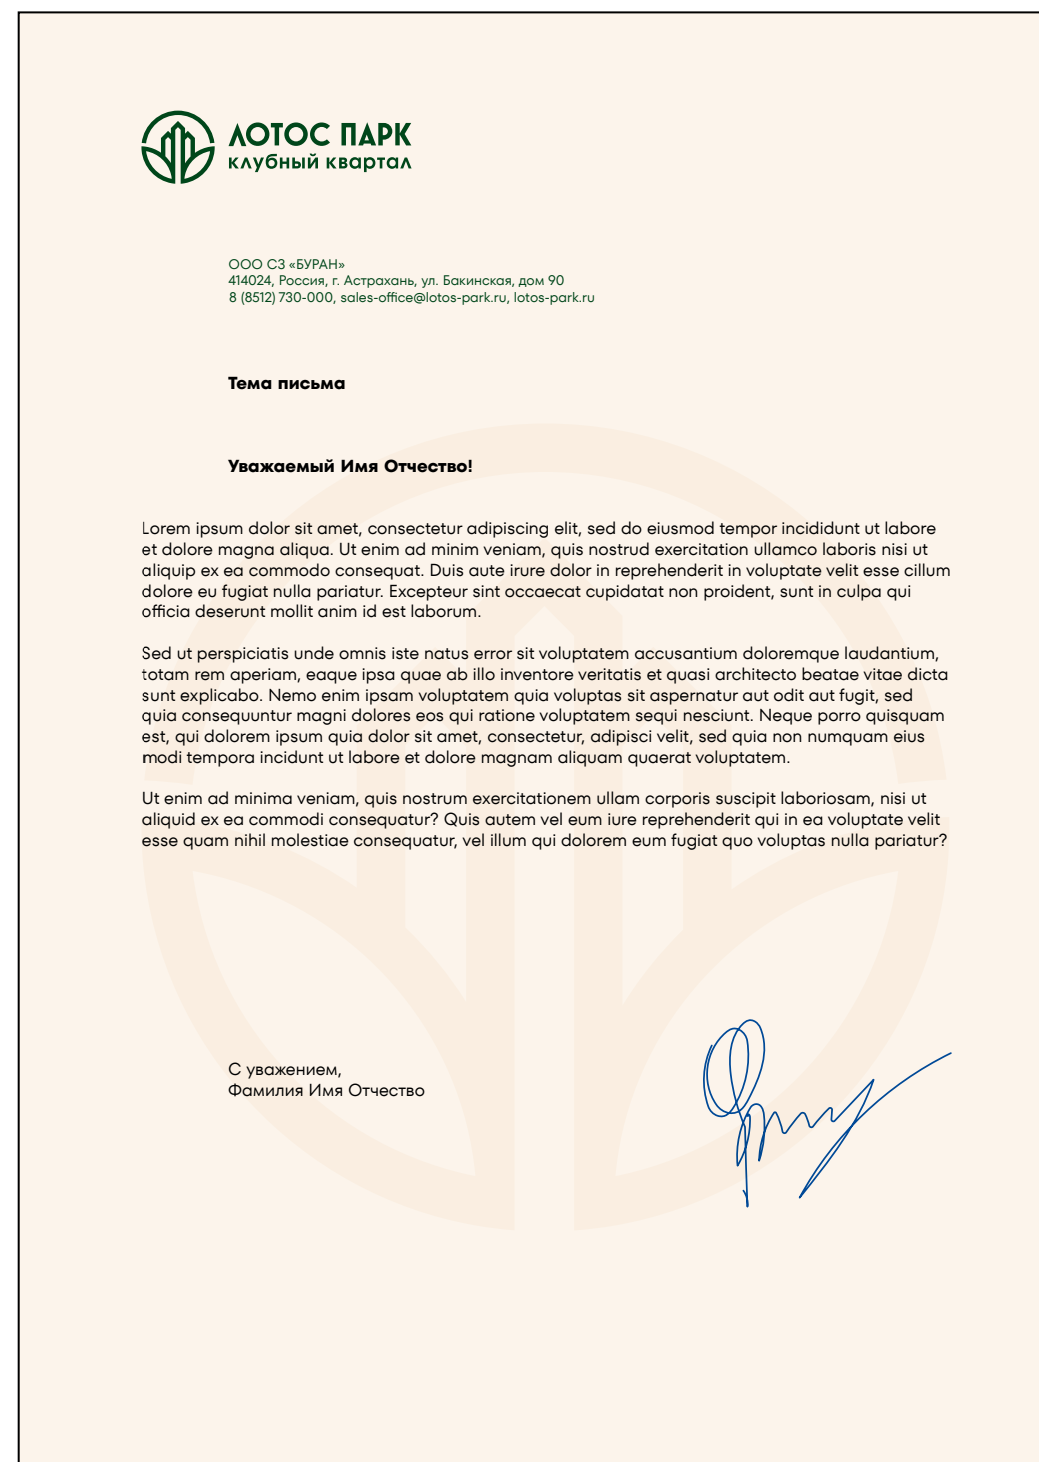 ЛОТОС ПАРК
клубный квартал
ООО СЗ «БУРАН»
414024, Россия, г. Астрахань, ул. Бакинская, дом 90
8 (8512) 730-000, sales-office@lotos-park.ru, lotos-park.ru
Тема письма
Уважаемый Имя Отчество!
Lorem ipsum dolor sit amet, consectetur adipiscing elit, sed do eiusmod tempor incididunt ut labore
et dolore magna aliqua. Ut enim ad minim veniam, quis nostrud exercitation ullamco laboris nisi ut
aliquip ex ea commodo consequat. Duis aute irure dolor in reprehenderit in voluptate velit esse cillum
dolore eu fugiat nulla pariatur. Excepteur sint occaecat cupidatat non proident, sunt in culpa qui
officia deserunt mollit anim id est laborum.
Sed ut perspiciatis unde omnis iste natus error sit voluptatem accusantium doloremque laudantium,
totam rem aperiam, eaque ipsa quae ab illo inventore veritatis et quasi architecto beatae vitae dicta
sunt explicabo. Nemo enim ipsam voluptatem quia voluptas sit aspernatur aut odit aut fugit, sed
quia consequuntur magni dolores eos qui ratione voluptatem sequi nesciunt. Neque porro quisquam
est, qui dolorem ipsum quia dolor sit amet, consectetur, adipisci velit, sed quia non numquam eius
modi tempora incidunt ut labore et dolore magnam aliquam quaerat voluptatem.
Ut enim ad minima veniam, quis nostrum exercitationem ullam corporis suscipit laboriosam, nisi ut
aliquid ex ea commodi consequatur? Quis autem vel eum iure reprehenderit qui in ea voluptate velit
esse quam nihil molestiae consequatur, vel illum qui dolorem eum fugiat quo voluptas nulla pariatur?
С уважением,
Фамилия Имя Отчество